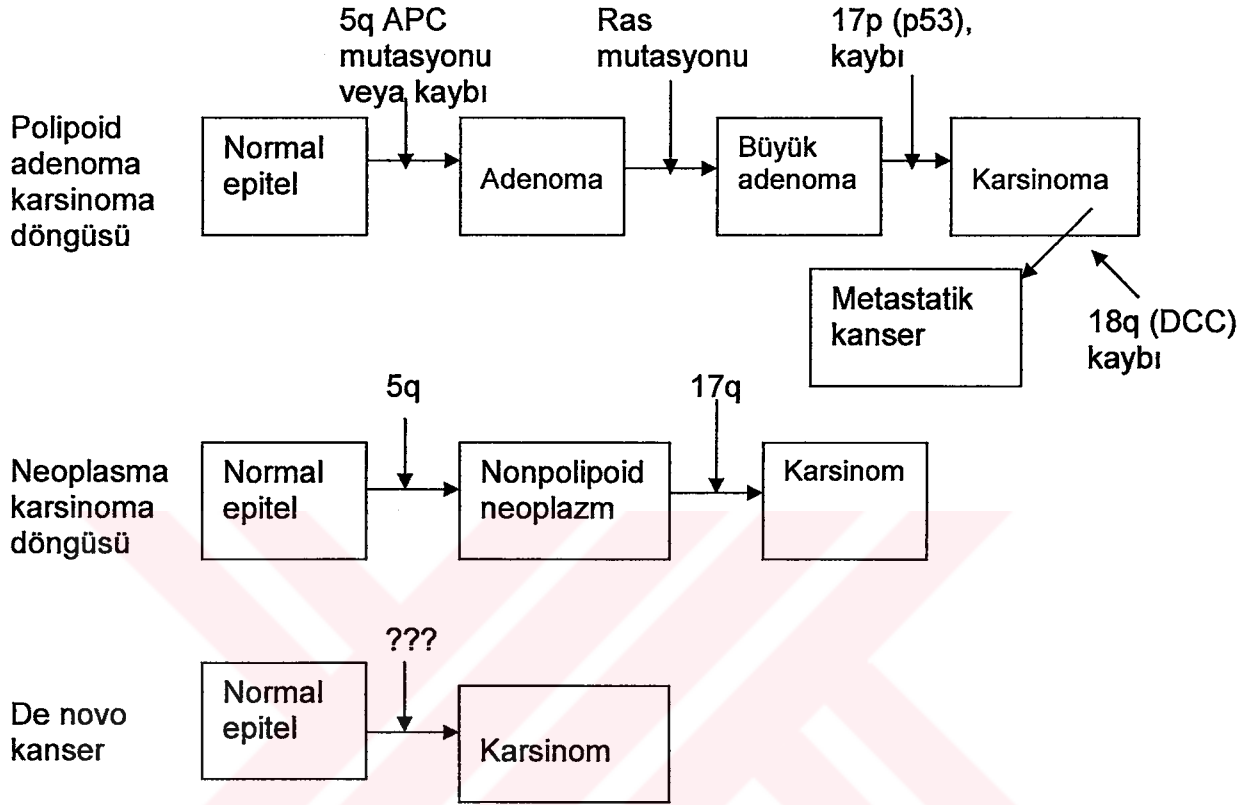 5q APC
mutasyonu
veya kaybı
Ras
mutasyonu
17p (p53),
kaybı
Polipoid
adenoma
karsinoma
döngüsü
Normal
epitel
Adenoma
Büyük
adenoma
Karsinoma
Metastatik
kanser
18q (DCC)
kaybı
5q
17q
Neoplasma
karsinoma
döngüsü
Normal
epitel
Nonpolipoid
neoplazm
Karsinom
???
De novo
kanser
Normal
epitel
Karsinom